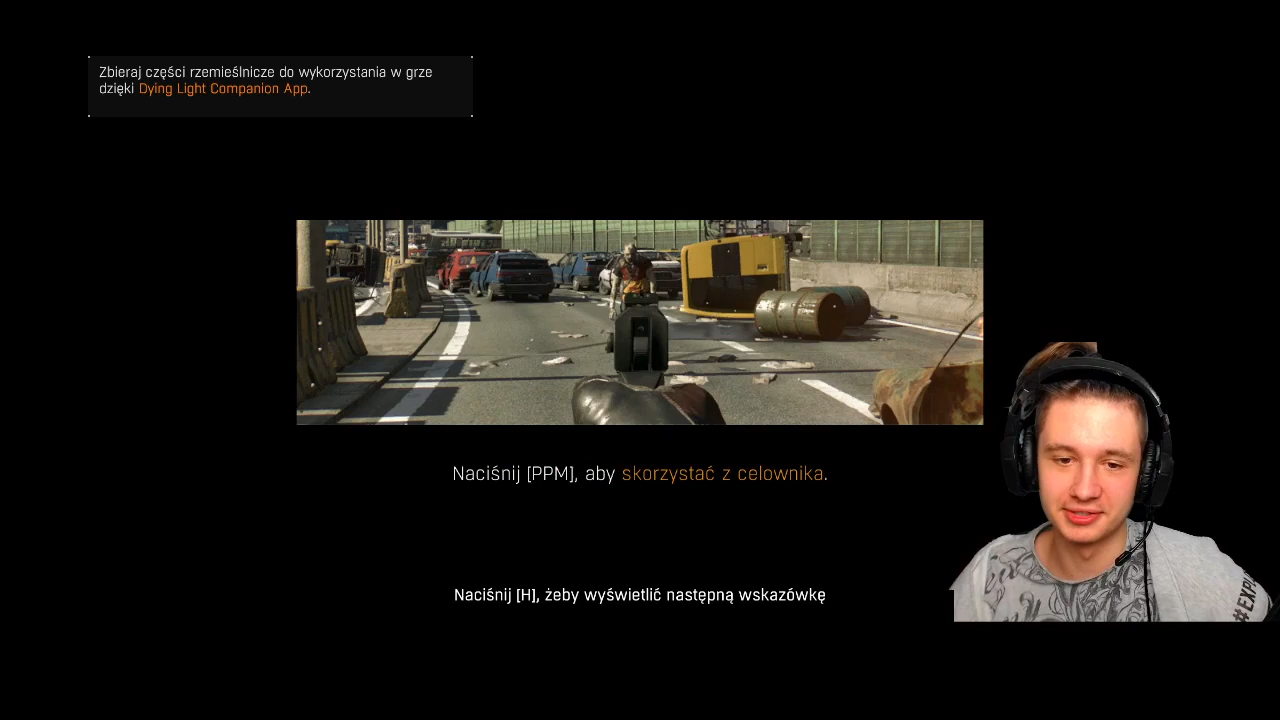 Zbieraj części rzemieślnicze do wykorzystania w grze
dzięki Dying Light Companion App.
Naciśnij [PPM], aby skorzystać z celownika.
Naciśnij [H], żeby wyświetlić następną wskazówkę
#EXP